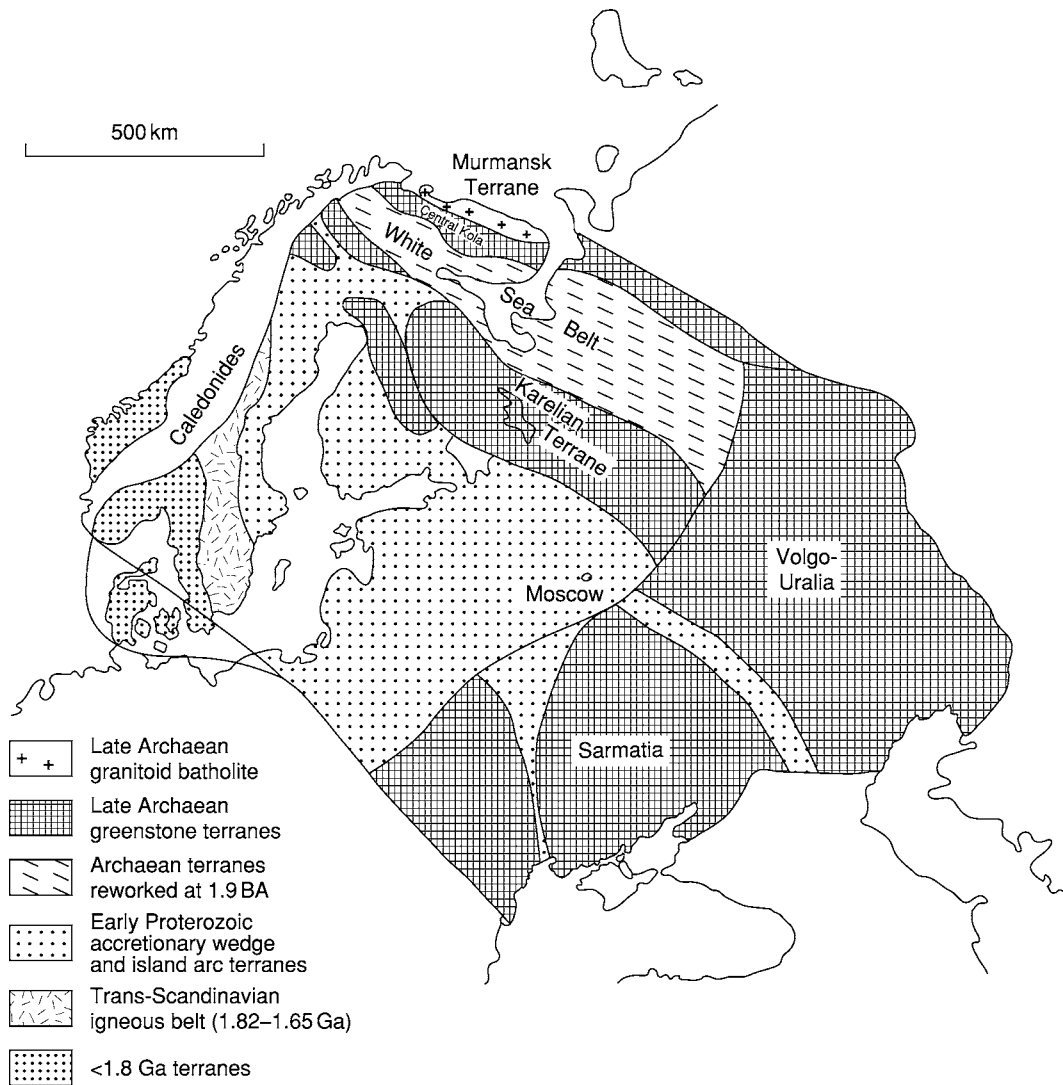 500 km
Murmansk
Terrane
Central Kola
White
Sea
Belt
Caledonides
Karelian
Terrane
Volgo-
Uralia
Moscow
Sarmatia
Late Archaean
granitoid batholite
Late Archaean
greenstone terranes
Archaean terranes
reworked at 1.9 BA
Early Proterozoic
accretionary wedge
and island arc terranes
Trans-Scandinavian
igneous belt (1.82–1.65 Ga)
<1.8 Ga terranes